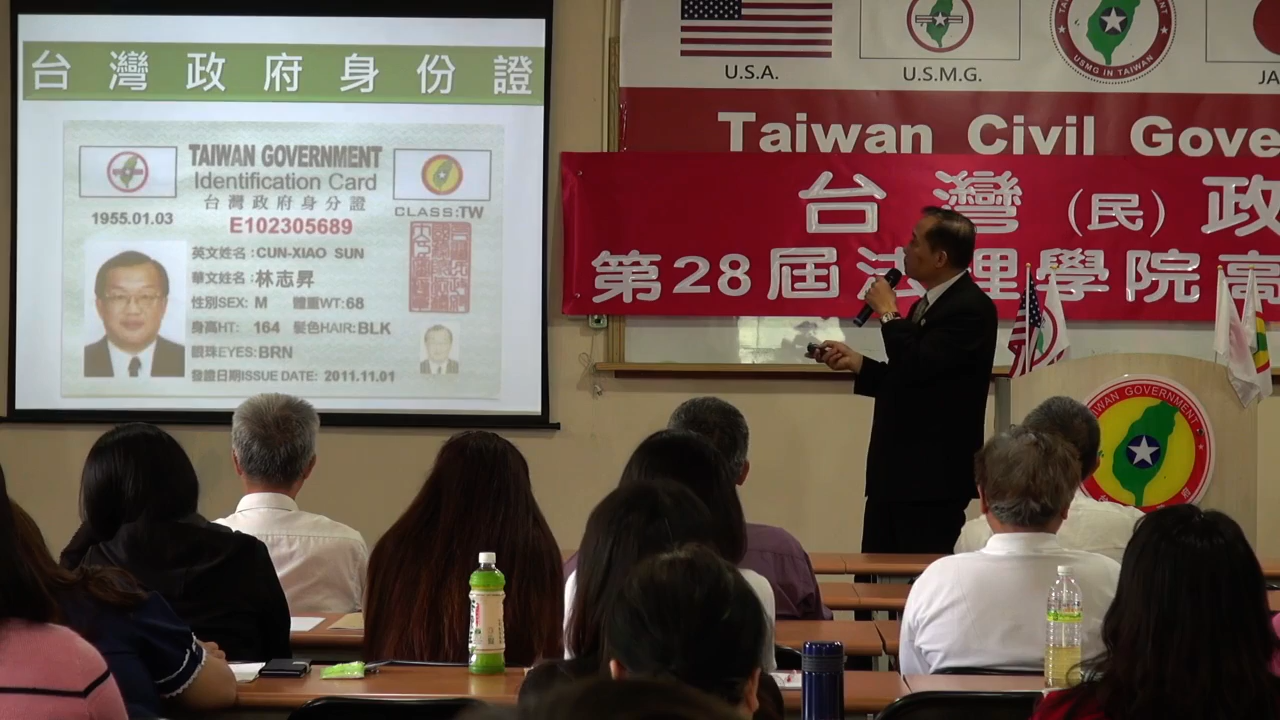 台灣政府身份證
TAIWAN GOVERNMENT
Identification Card
台灣政府身分證
1955.01.03
E102305689
CLASS:TW
英文姓名:CUN-XIAO SUN
華文姓名:林志昇
性別SEX: M 體重WT:68
身高HT: 164 髮色HAIR:BLK
眼珠EYES:BRN
發證日期ISSUE DATE: 2011.11.01
U.S.A.
U.S.M.G.
USMG IN TAIWAN
JA
Taiwan Civil Gove
台灣(民)政
第28屆法理學院高
TAIWAN GOVERNMENT